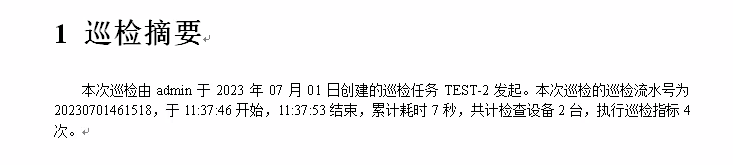 1 巡检摘要
本次巡检由 admin 于 2023 年 07 月 01 日创建的巡检任务 TEST-2 发起。本次巡检的巡检流水号为
20230701461518，于 11:37:46 开始，11:37:53 结束，累计耗时 7 秒，共计检查设备 2 台，执行巡检指标 4
次。